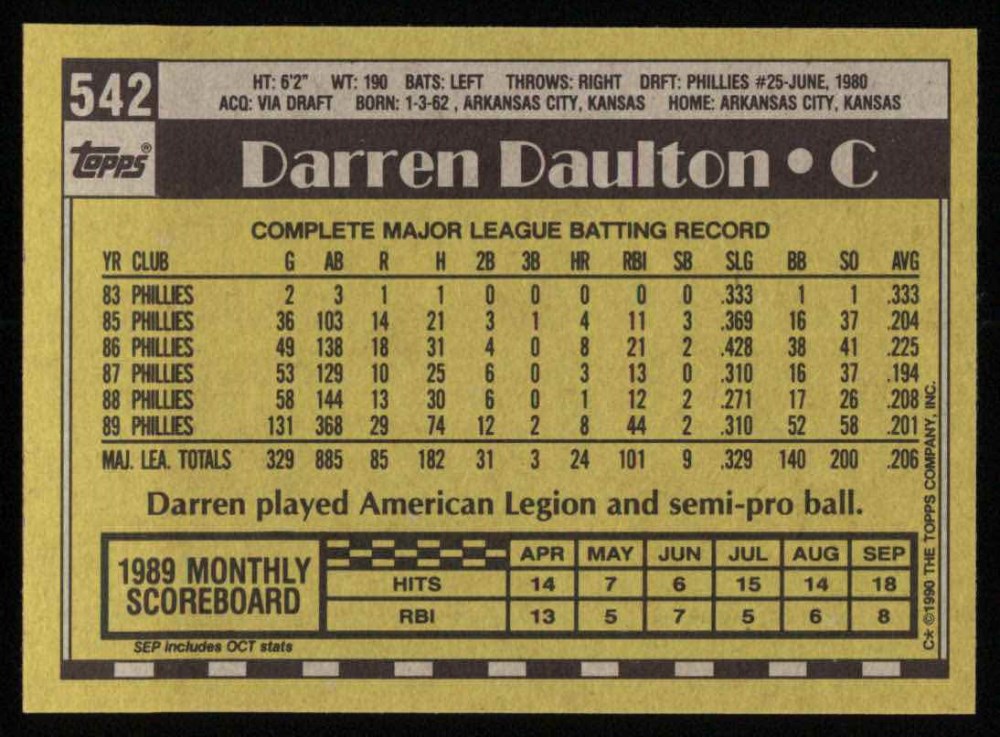 542
HT: 6'2" WT: 190 BATS: LEFT THROWS: RIGHT DRFT: PHILLIES #25-JUNE, 1980
ACQ: VIA DRAFT BORN: 1-3-62 , ARKANSAS CITY, KANSAS HOME: ARKANSAS CITY, KANSAS
Topps®
Darren Daulton • C
COMPLETE MAJOR LEAGUE BATTING RECORD
YR CLUB G AB R H 2B 3B HR RBI SB SLG BB SO AVG
83 PHILLIES 2 3 1 1 0 0 0 0 0 .333 1 1 .333
85 PHILLIES 36 103 14 21 3 1 4 11 3 .369 16 37 .204
86 PHILLIES 49 138 18 31 4 0 8 21 2 .428 38 41 .225
87 PHILLIES 53 129 10 25 6 0 3 13 0 .310 16 37 .194
88 PHILLIES 58 144 13 30 6 0 1 12 2 .271 17 26 .208
89 PHILLIES 131 368 29 74 12 2 8 44 2 .310 52 58 .201
MAJ. LEA. TOTALS 329 885 85 182 31 3 24 101 9 .329 140 200 .206
Darren played American Legion and semi-pro ball.
1989 MONTHLY
SCOREBOARD
APR MAY JUN JUL AUG SEP
HITS 14 7 6 15 14 18
RBI 13 5 7 5 6 8
SEP includes OCT stats
C* ©1990 THE TOPPS COMPANY, INC.